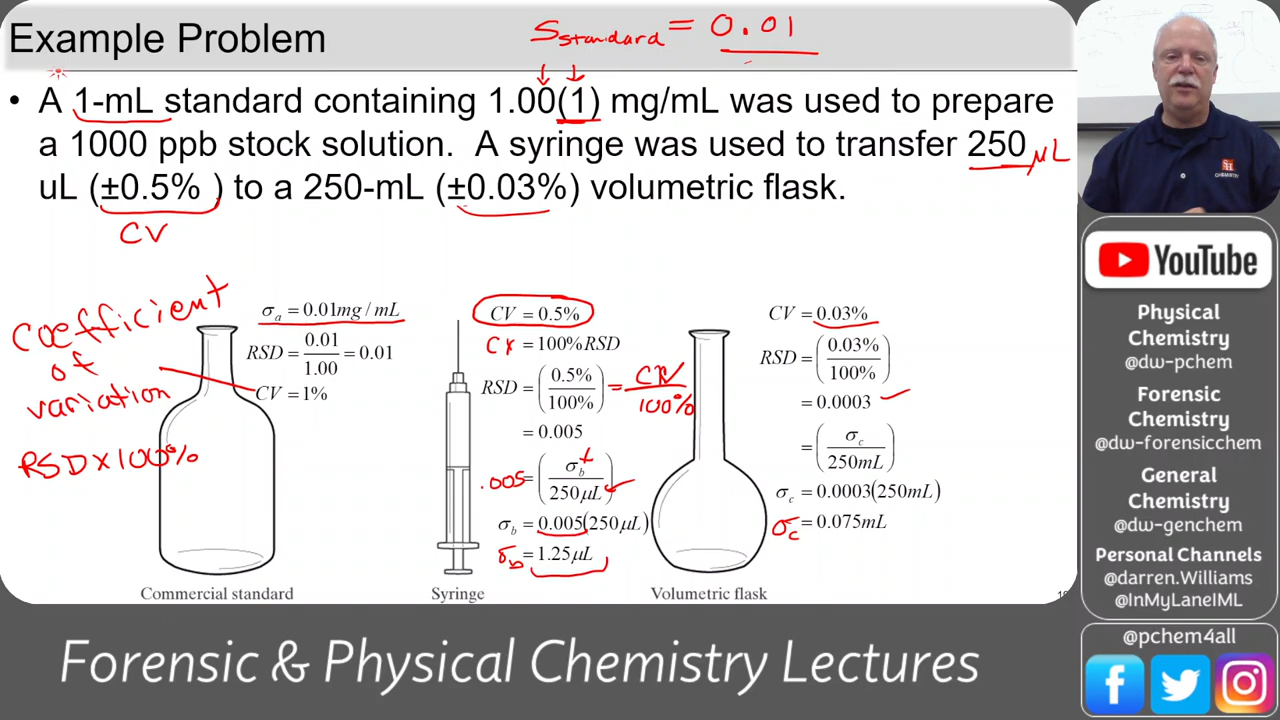 Example Problem
Sstandard = 0.01
• A 1-mL standard containing 1.00(1) mg/mL was used to prepare
a 1000 ppb stock solution. A syringe was used to transfer 250 μL
uL (±0.5% ) to a 250-mL (±0.03%) volumetric flask.
CV
coefficient
of
variation
RSD x 100%
σa = 0.01mg / mL
RSD = 0.01/1.00 = 0.01
CV = 1%
Commercial standard
CV = 0.5%
CV = 100%RSD
RSD = (0.5%/100%) = CV/100%
= 0.005
.005 = (σb/250μL)
σb = 0.005(250μL)
σb = 1.25μL
Syringe
CV = 0.03%
RSD = (0.03%/100%)
= 0.0003
= (σc/250mL)
σc = 0.0003(250mL)
σc = 0.075mL
Volumetric flask
CHEMISTRY
YouTube
Physical
Chemistry
@dw-pchem
Forensic
Chemistry
@dw-forensicchem
General
Chemistry
@dw-genchem
Personal Channels
@darren.Williams
@InMyLaneIML
@pchem4all
Forensic & Physical Chemistry Lectures